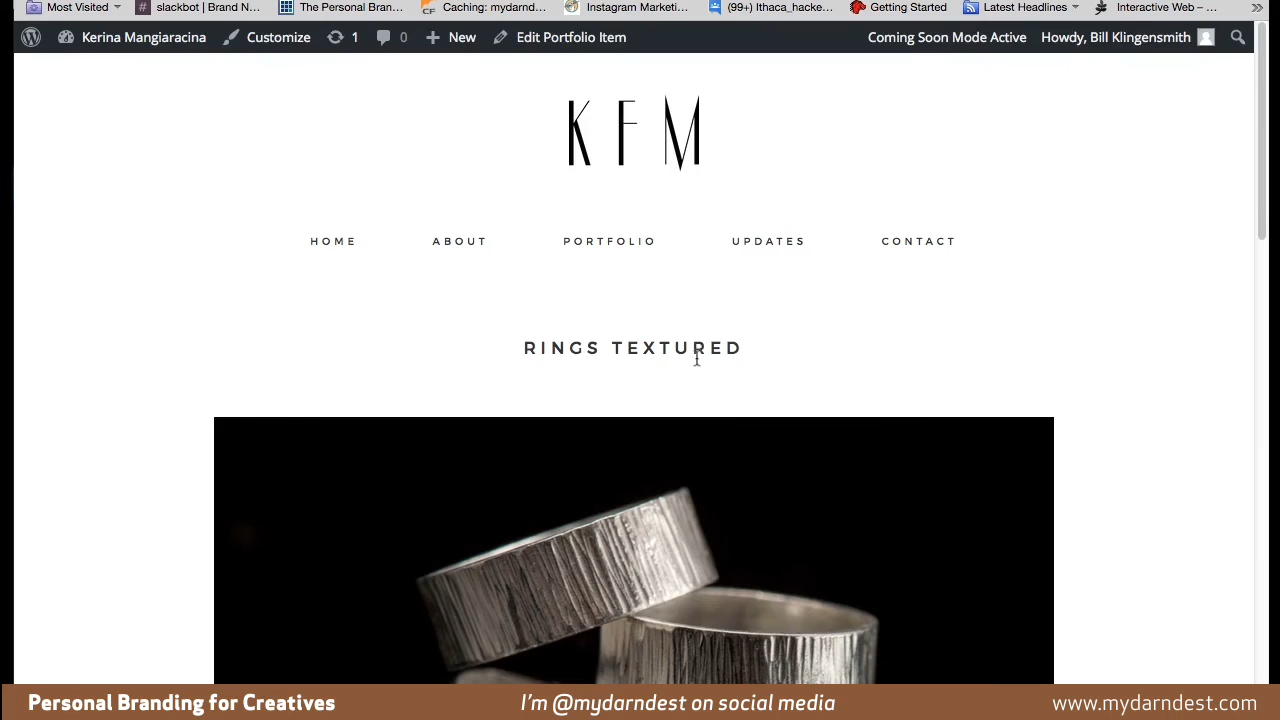 Most Visited slackbot | Brand N... The Personal Bran... Caching: mydarnd... Instagram Marketi... (99+) Ithaca_hacke... Getting Started Latest Headlines Interactive Web – ...
Kerina Mangiaracina Customize 1 0 New Edit Portfolio Item Coming Soon Mode Active Howdy, Bill Klingensmith
KFM
HOME ABOUT PORTFOLIO UPDATES CONTACT
RINGS TEXTURED
Personal Branding for Creatives I'm @mydarndest on social media www.mydarndest.com